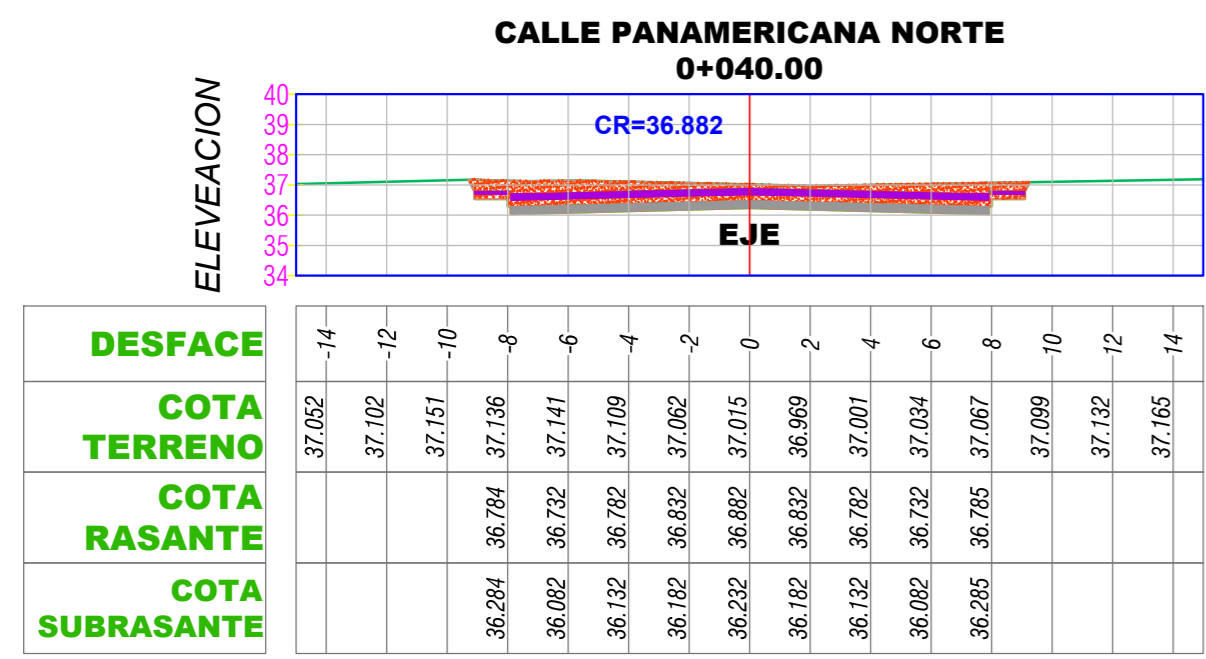 CALLE PANAMERICANA NORTE
0+040.00
ELEVEACION
40
39
38
37
36
35
34
CR=36.882
EJE
DESFACE -14 -12 -10 -8 -6 -4 -2 0 2 4 6 8 10 12 14
COTA
TERRENO 37.052 37.102 37.151 37.136 37.141 37.109 37.062 37.015 36.969 37.001 37.034 37.067 37.099 37.132 37.165
COTA
RASANTE 36.784 36.732 36.782 36.832 36.882 36.832 36.782 36.732 36.785
COTA
SUBRASANTE 36.284 36.082 36.132 36.182 36.232 36.182 36.132 36.082 36.285